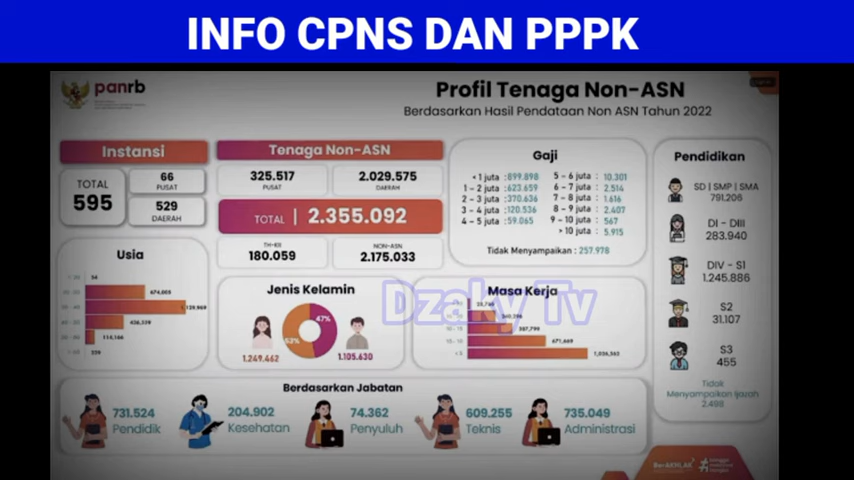 INFO CPNS DAN PPPK
panrb
Profil Tenaga Non-ASN
Berdasarkan Hasil Pendataan Non ASN Tahun 2022
Instansi
TOTAL
595
66
PUSAT
529
DAERAH
Tenaga Non-ASN
325.517
PUSAT
2.029.575
DAERAH
TOTAL | 2.355.092
TH-KII
180.059
NON-ASN
2.175.033
Gaji
< 1 juta : 899.898
1 - 2 juta : 623.659
2 - 3 juta : 370.636
3 - 4 juta : 120.536
4 - 5 juta : 59.065
5 - 6 juta : 10.301
6 - 7 juta : 2.514
7 - 8 juta : 1.616
8 - 9 juta : 2.407
9 - 10 juta : 567
> 10 juta : 5.915
Tidak Menyampaikan : 257.978
Pendidikan
SD | SMP | SMA
791.206
DI - DIII
283.940
DIV - S1
1.245.886
S2
31.107
S3
455
Tidak
Menyampaikan Ijazah
2.498
Usia
674.005
114.166
Jenis Kelamin
47%
53%
1.249.462
1.105.630
Masa Kerja
671.669
Dzaky Tv
Berdasarkan Jabatan
731.524
Pendidik
204.902
Kesehatan
74.362
Penyuluh
609.255
Teknis
735.049
Administrasi
BerAKHLAK